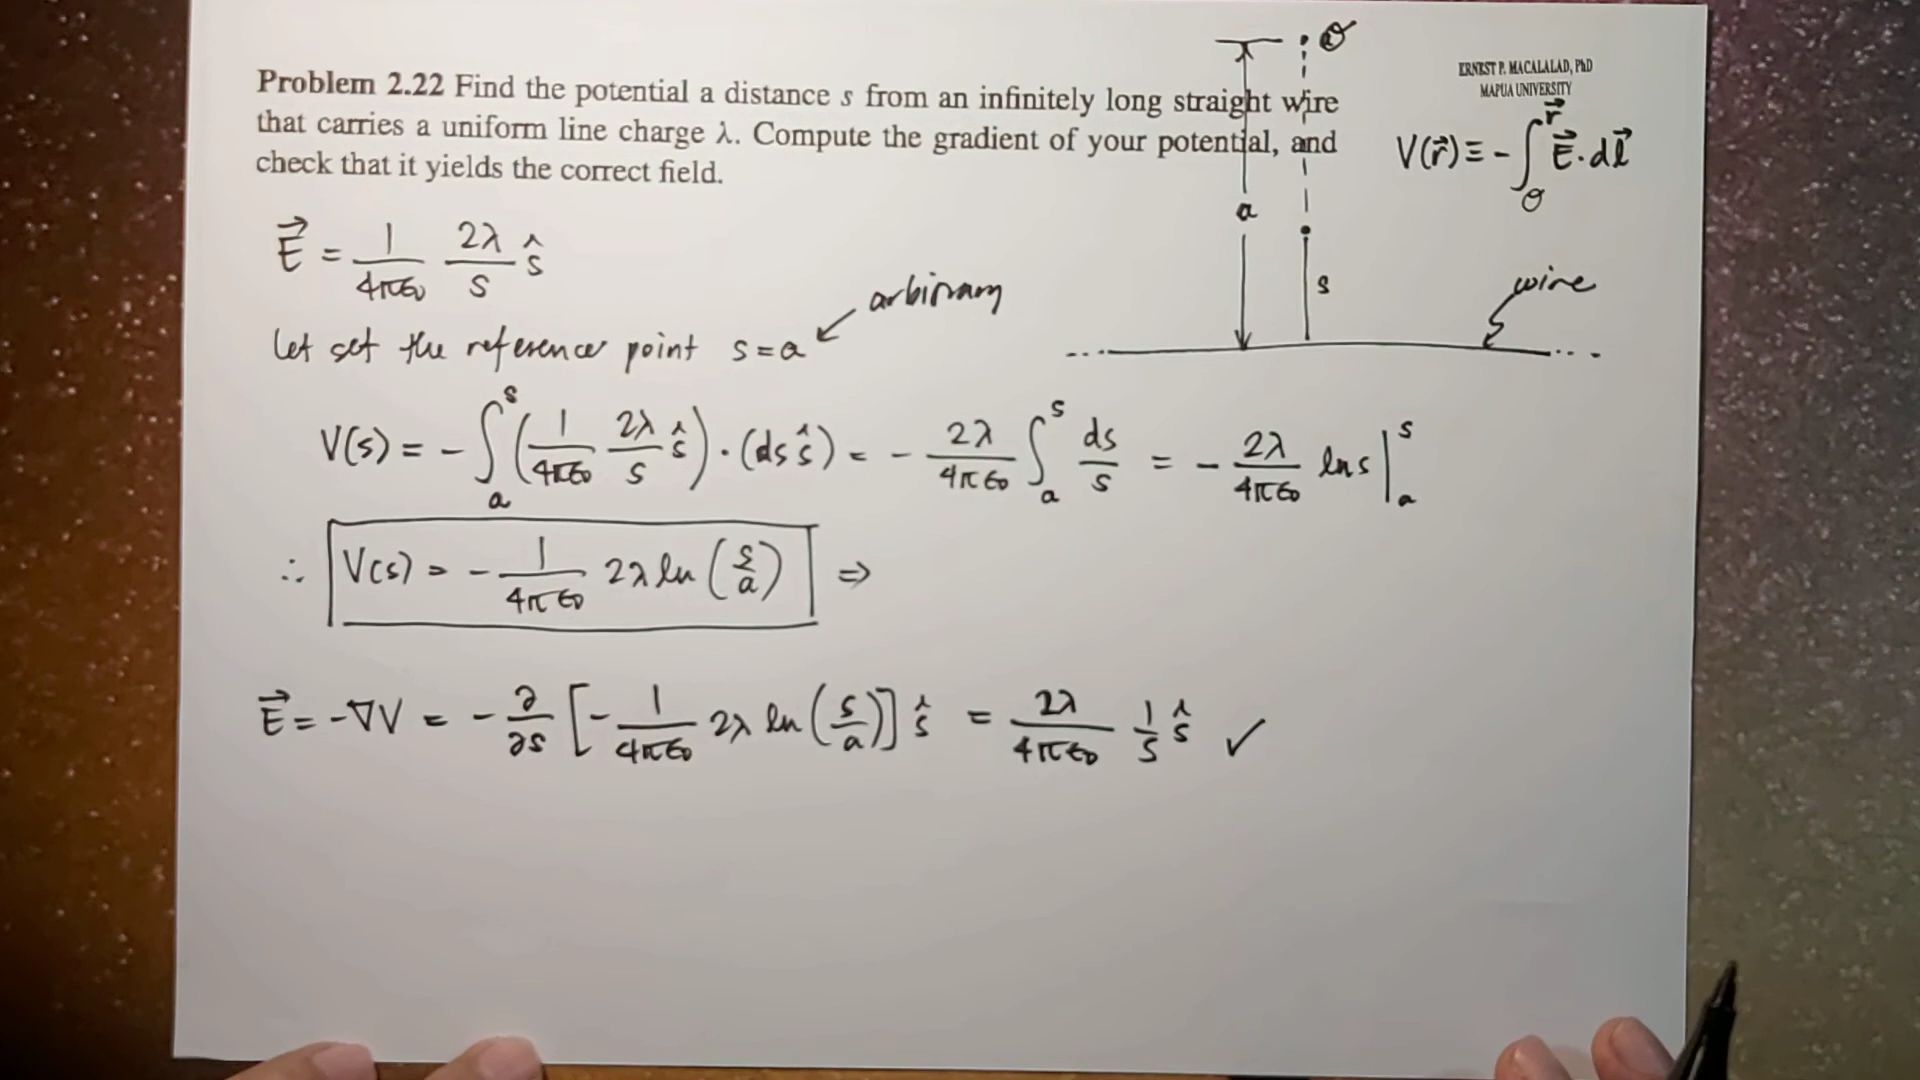 Problem 2.22 Find the potential a distance s from an infinitely long straight wire
that carries a uniform line charge λ. Compute the gradient of your potential, and
check that it yields the correct field.
ERNEST P. MACALALAD, PhD
MAPUA UNIVERSITY
V(r⃗) ≡ -∫_𝒪^r⃗ E⃗·dl⃗
𝒪
a
s
wire
E⃗ = 1/4πε₀ 2λ/s ŝ
arbitrary
Let set the reference point s=a
V(s) = -∫_a^s (1/4πε₀ 2λ/s ŝ)·(ds ŝ) = - 2λ/4πε₀ ∫_a^s ds/s = - 2λ/4πε₀ ln s |_a^s
∴ V(s) = - 1/4πε₀ 2λ ln (s/a) ⇒
E⃗ = -∇V = - ∂/∂s [- 1/4πε₀ 2λ ln (s/a)] ŝ = 2λ/4πε₀ 1/s ŝ ✓